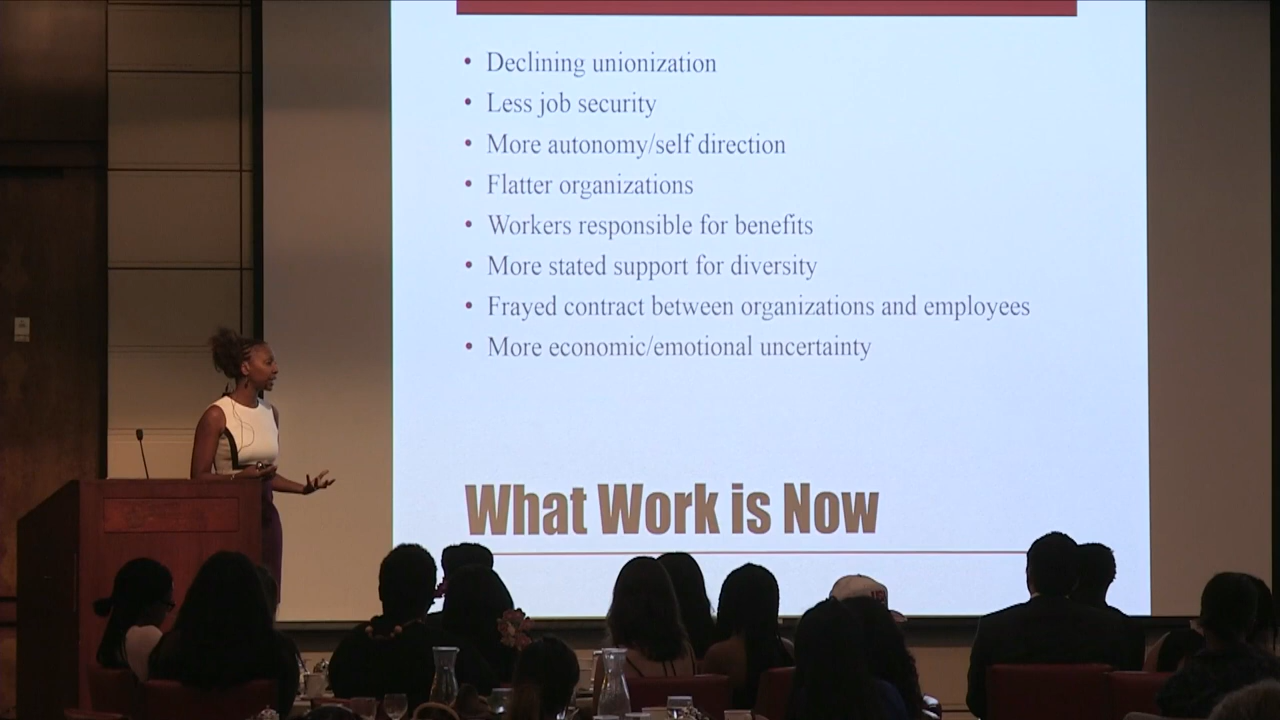 • Declining unionization
• Less job security
• More autonomy/self direction
• Flatter organizations
• Workers responsible for benefits
• More stated support for diversity
• Frayed contract between organizations and employees
• More economic/emotional uncertainty
What Work is Now